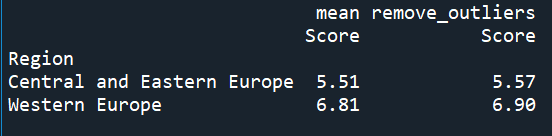 mean remove_outliers
Score Score
Region
Central and Eastern Europe 5.51 5.57
Western Europe 6.81 6.90